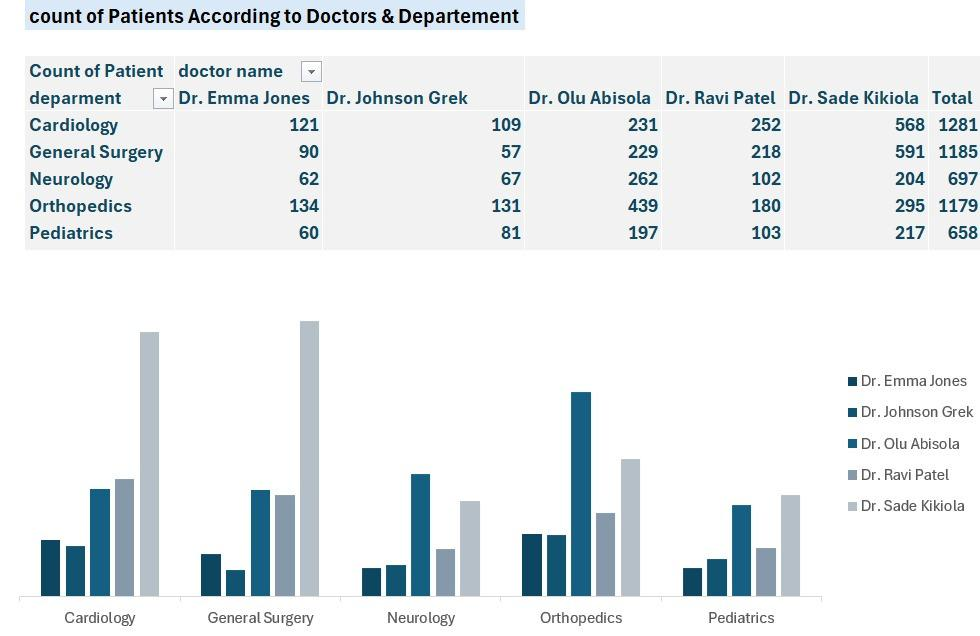 count of Patients According to Doctors & Departement
Count of Patient doctor name
deparment Dr. Emma Jones Dr. Johnson Grek Dr. Olu Abisola Dr. Ravi Patel Dr. Sade Kikiola Total
Cardiology 121 109 231 252 568 1281
General Surgery 90 57 229 218 591 1185
Neurology 62 67 262 102 204 697
Orthopedics 134 131 439 180 295 1179
Pediatrics 60 81 197 103 217 658
Dr. Emma Jones
Dr. Johnson Grek
Dr. Olu Abisola
Dr. Ravi Patel
Dr. Sade Kikiola
Cardiology General Surgery Neurology Orthopedics Pediatrics